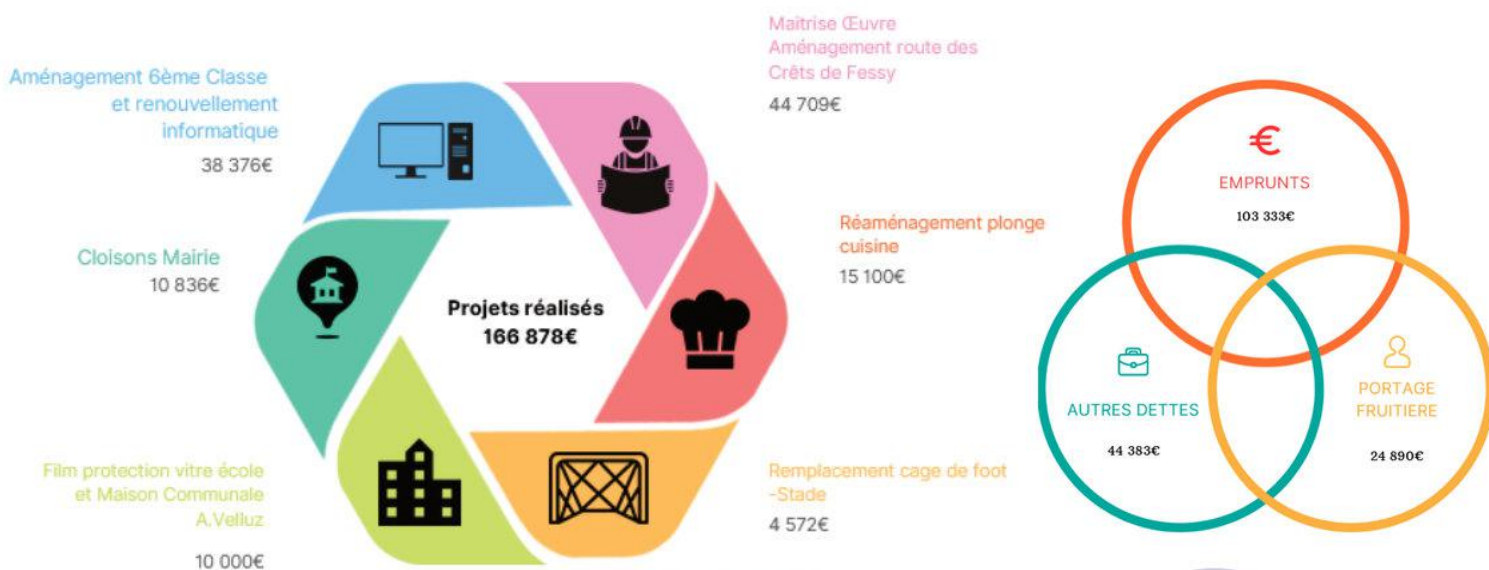 Aménagement 6ème Classe
et renouvellement
informatique
38 376€
Maitrise Œuvre
Aménagement route des
Crêts de Fessy
44 709€
Cloisons Mairie
10 836€
Projets réalisés
166 878€
Réaménagement plonge
cuisine
15 100€
Film protection vitre école
et Maison Communale
A.Velluz
10 000€
Remplacement cage de foot
-Stade
4 572€
€
EMPRUNTS
103 333€
AUTRES DETTES
44 383€
PORTAGE
FRUITIERE
24 890€